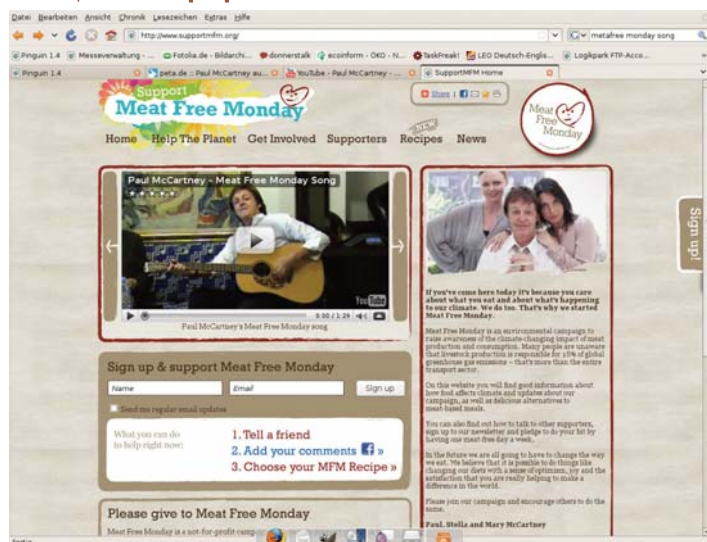 Datei Bearbeiten Ansicht Chronik Lesezeichen Extras Hilfe
http://www.supportmfm.org/
metafree monday song
Pinguin 1.4 Messeverwaltung - ... Fotolia.de - Bildarchi... donnerstalk ecoinform - ÖKO - N... TaskFreak! LEO Deutsch-Englis... Logikpark FTP-Acco...
Pinguin 1.4 peta.de :: Paul McCartney au... YouTube - Paul McCartney - ... SupportMFM Home
Support
Meat Free Monday
Share
Meat
Free
Monday
NEW
Home Help The Planet Get Involved Supporters Recipes News
Paul McCartney - Meat Free Monday Song
YouTube
0:00 / 1:29
Paul McCartney's Meat Free Monday song
Sign up!
If you've come here today it's because you care
about what you eat and about what's happening
to our climate. We do too. That's why we started
Meat Free Monday.
Meat Free Monday is an environmental campaign to
raise awareness of the climate-changing impact of meat
production and consumption. Many people are unaware
that livestock production is responsible for 18% of global
greenhouse gas emissions – that's more than the entire
transport sector.
On this website you will find good information about
how food affects climate and updates about our
campaign, as well as delicious alternatives to
meat-based meals.
You can also find out how to talk to other supporters,
sign up to our newsletter and pledge to do your bit by
having one meat-free day a week.
In the future we are all going to have to change the way
we eat. We believe that it is possible to do things like
changing our diets with a sense of optimism, joy and the
satisfaction that you are really helping to make a
difference in the world.
Please join our campaign and encourage others to do the
same.
Paul, Stella and Mary McCartney
Sign up & support Meat Free Monday
Name Email Sign up
Send me regular email updates
What you can do
to help right now:
1. Tell a friend
2. Add your comments »
3. Choose your MFM Recipe »
Please give to Meat Free Monday
Meat Free Monday is a not-for-profit